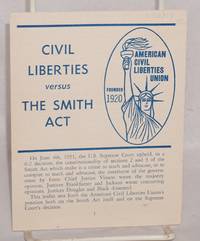 CIVIL
LIBERTIES
versus
THE SMITH
ACT
AMERICAN
CIVIL
LIBERTIES
UNION
FOUNDED
1920
On June 4th, 1951, the U.S. Supreme Court upheld, in a
6-2 decision, the constitutionality of sections 2 and 3 of the
Smith Act which make it a crime to teach and advocate, or to
conspire to teach and advocate, the overthrow of the govern-
ment by force. Chief Justice Vinson wrote the majority
opinion, Justices Frankfurter and Jackson wrote concurring
opinions, Justices Douglas and Black dissented.
This leaflet sets forth the American Civil Liberties Union's
position both on the Smith Act itself and on the Supreme
Court's decision.
1